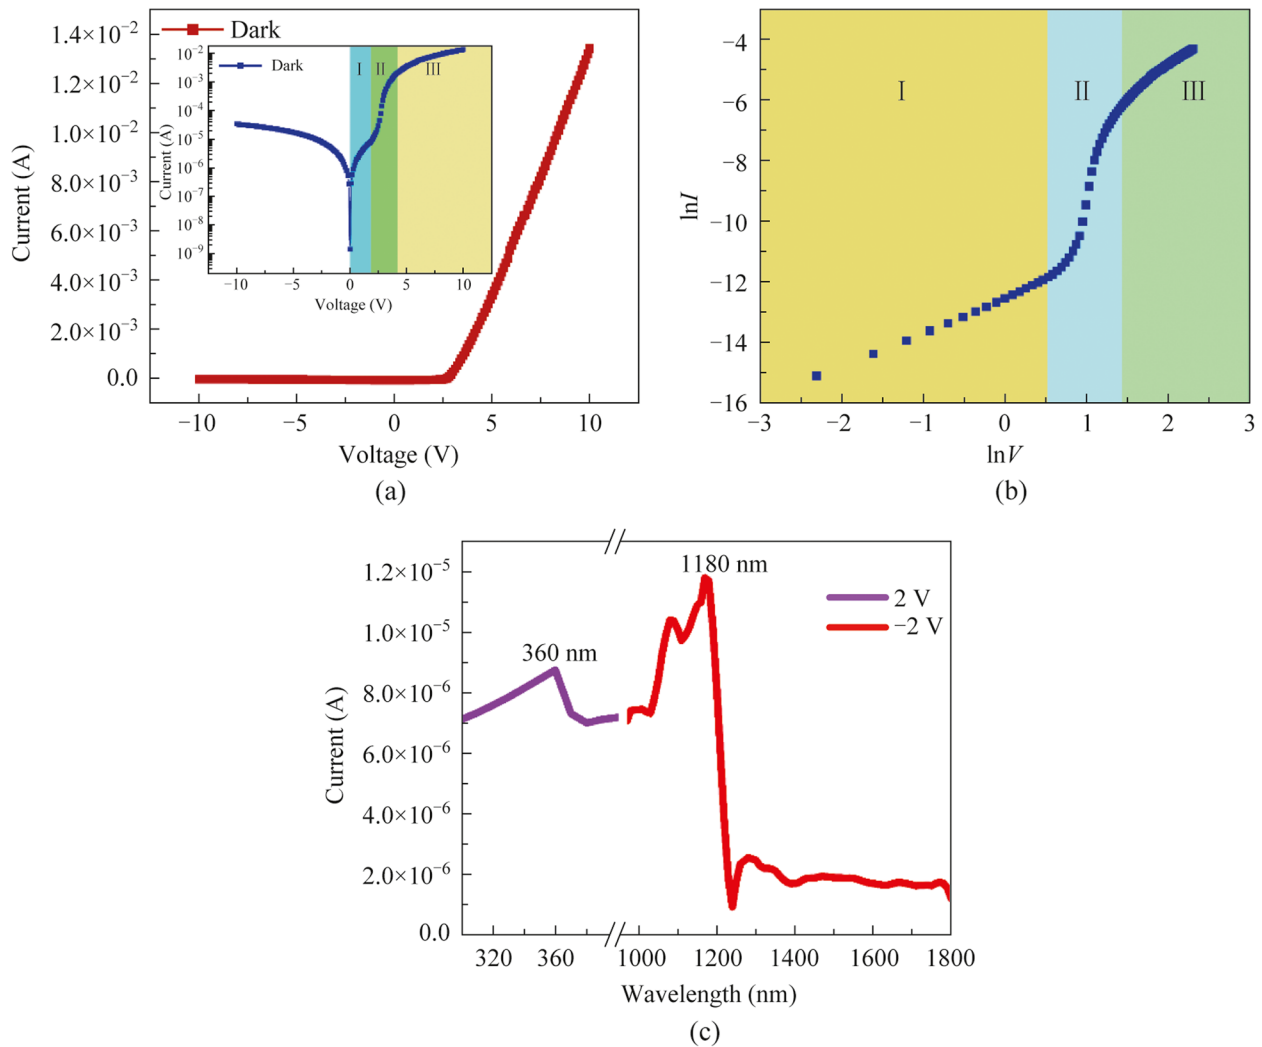 Dark
1.4×10⁻²
1.2×10⁻²
1.0×10⁻²
8.0×10⁻³
6.0×10⁻³
4.0×10⁻³
2.0×10⁻³
0.0
Current (A)
−10 −5 0 5 10
Voltage (V)
(a)
Dark
I II III
10⁻²
10⁻³
10⁻⁴
10⁻⁵
10⁻⁶
10⁻⁷
10⁻⁸
10⁻⁹
Current (A)
−10 −5 0 5 10
Voltage (V)
−4
−6
−8
−10
−12
−14
−16
lnI
I II III
−3 −2 −1 0 1 2 3
lnV
(b)
1.2×10⁻⁵
1.0×10⁻⁵
8.0×10⁻⁶
6.0×10⁻⁶
4.0×10⁻⁶
2.0×10⁻⁶
0.0
Current (A)
1180 nm
360 nm
2 V
−2 V
320 360 1000 1200 1400 1600 1800
Wavelength (nm)
(c)